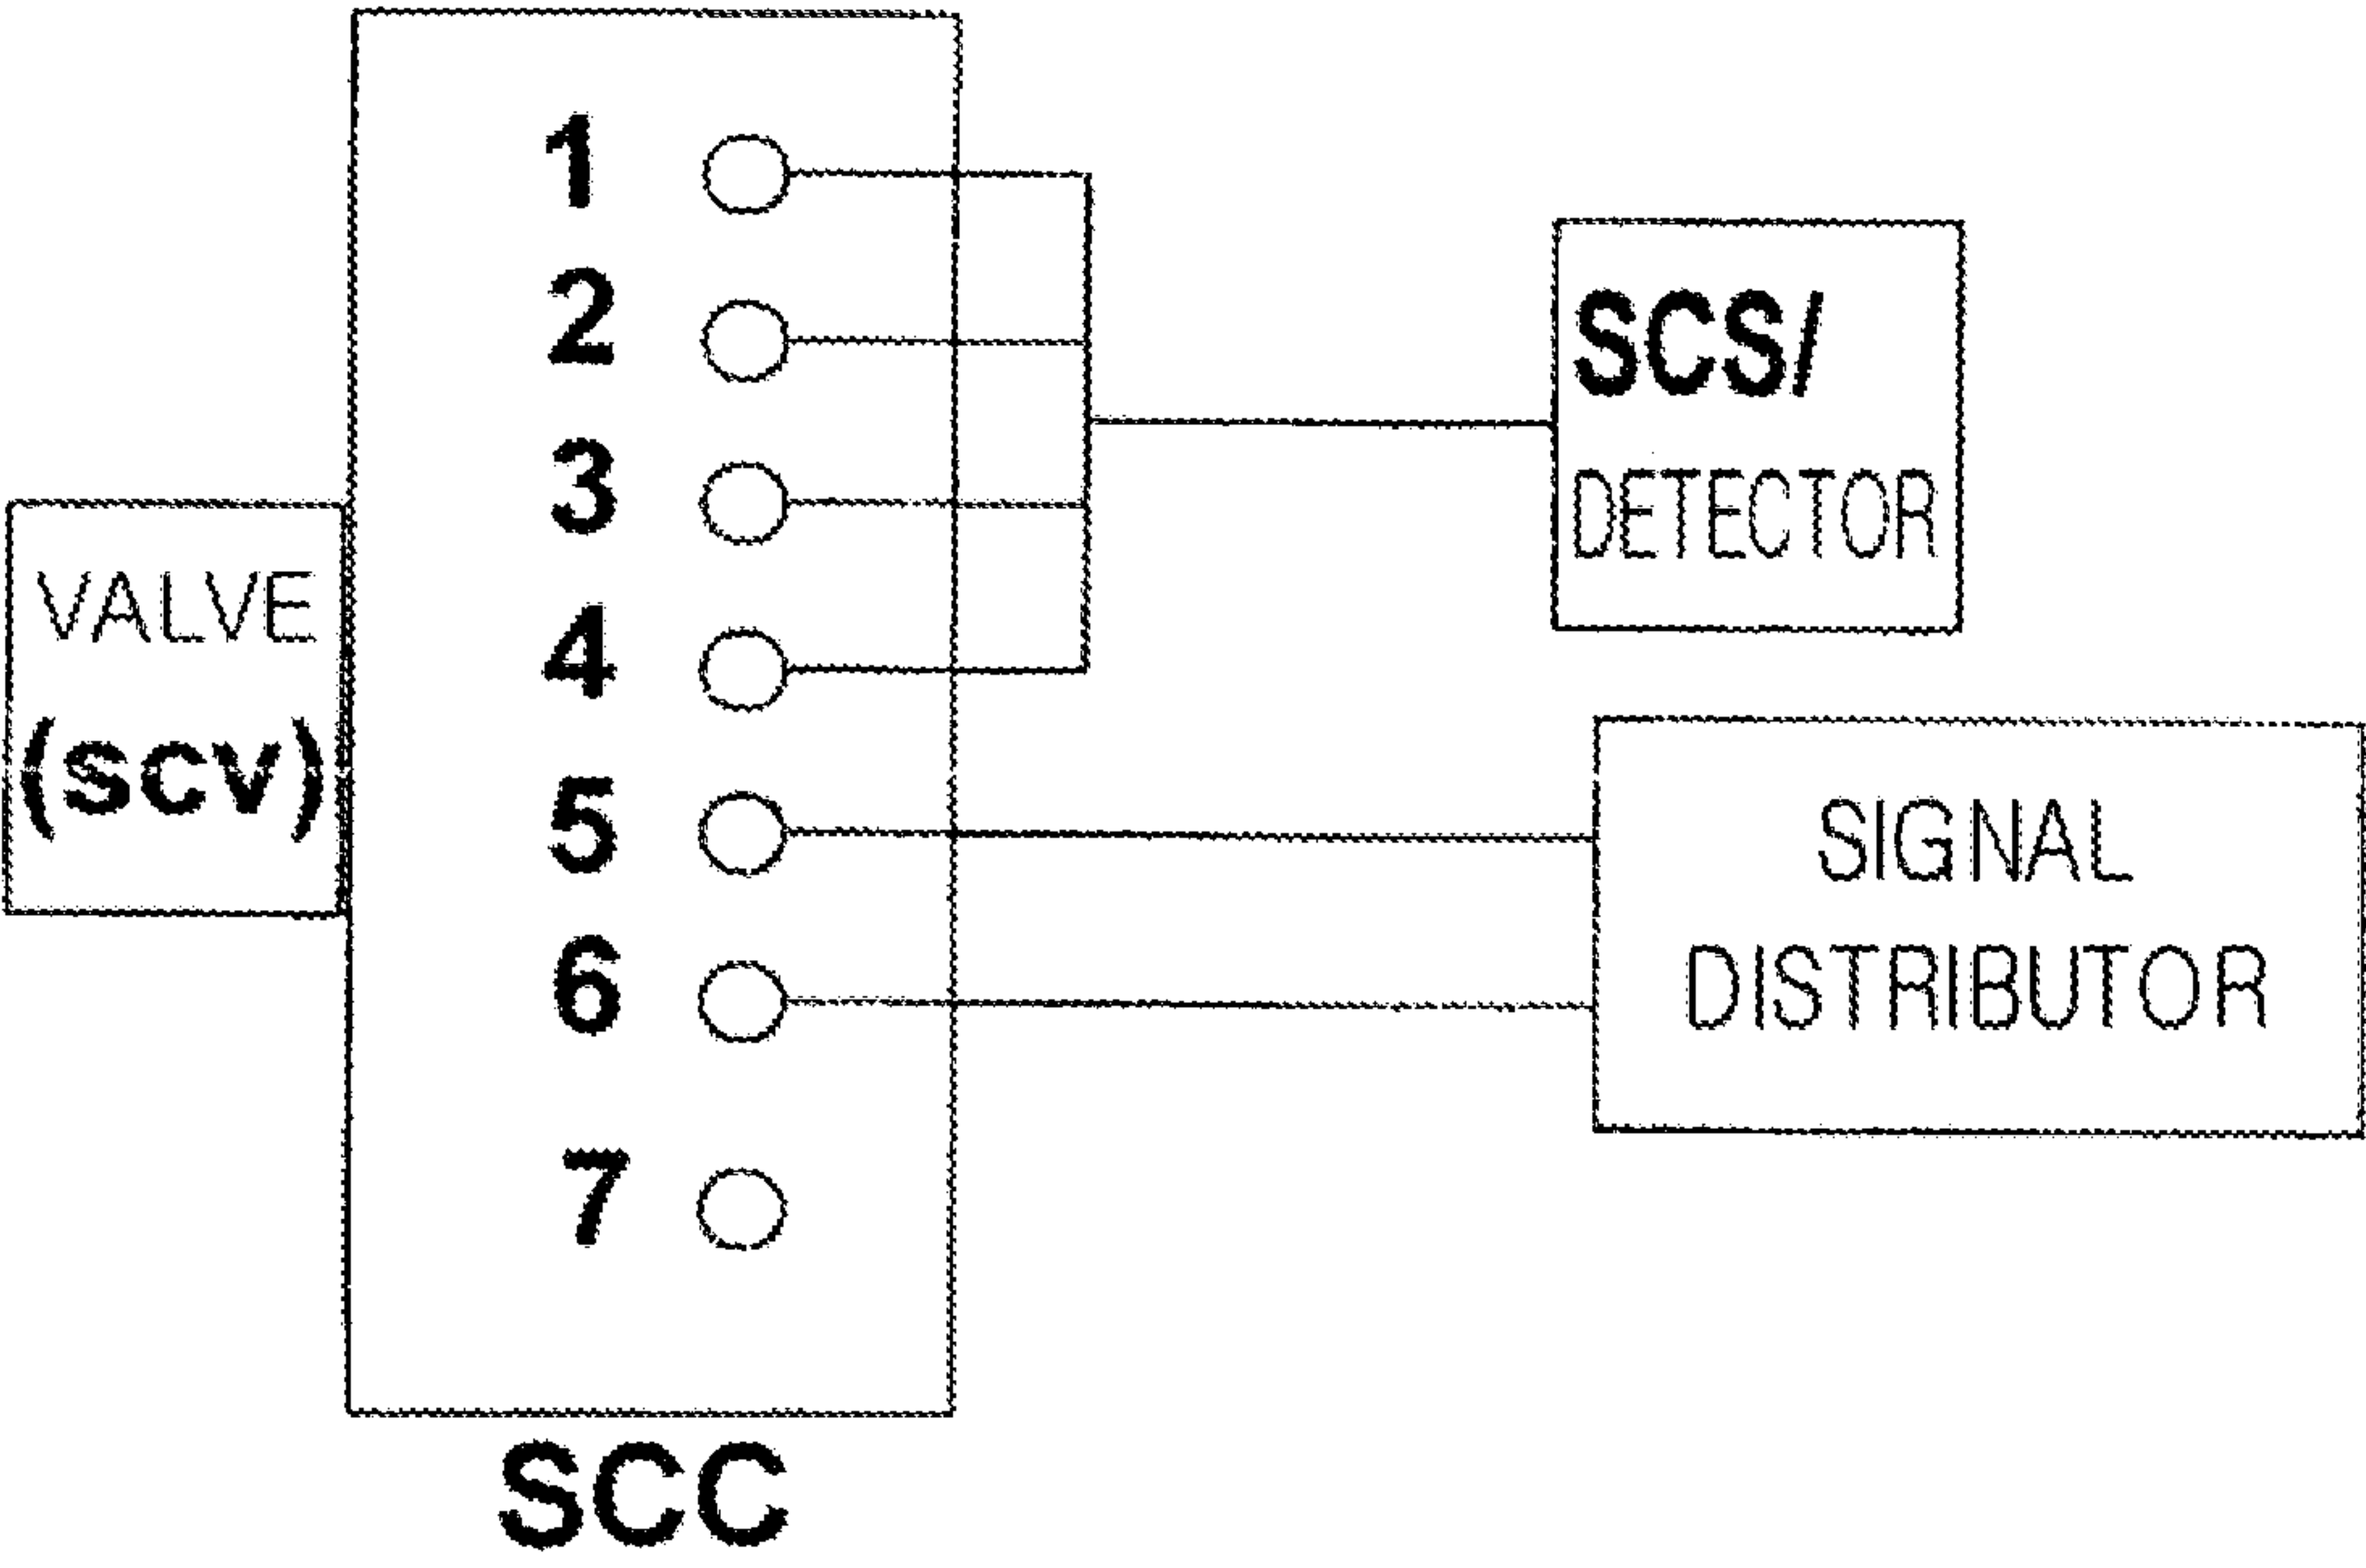 1
2
3
4
5
6
7
VALVE
(scv)
SCS/
DETECTOR
SIGNAL
DISTRIBUTOR
SCC